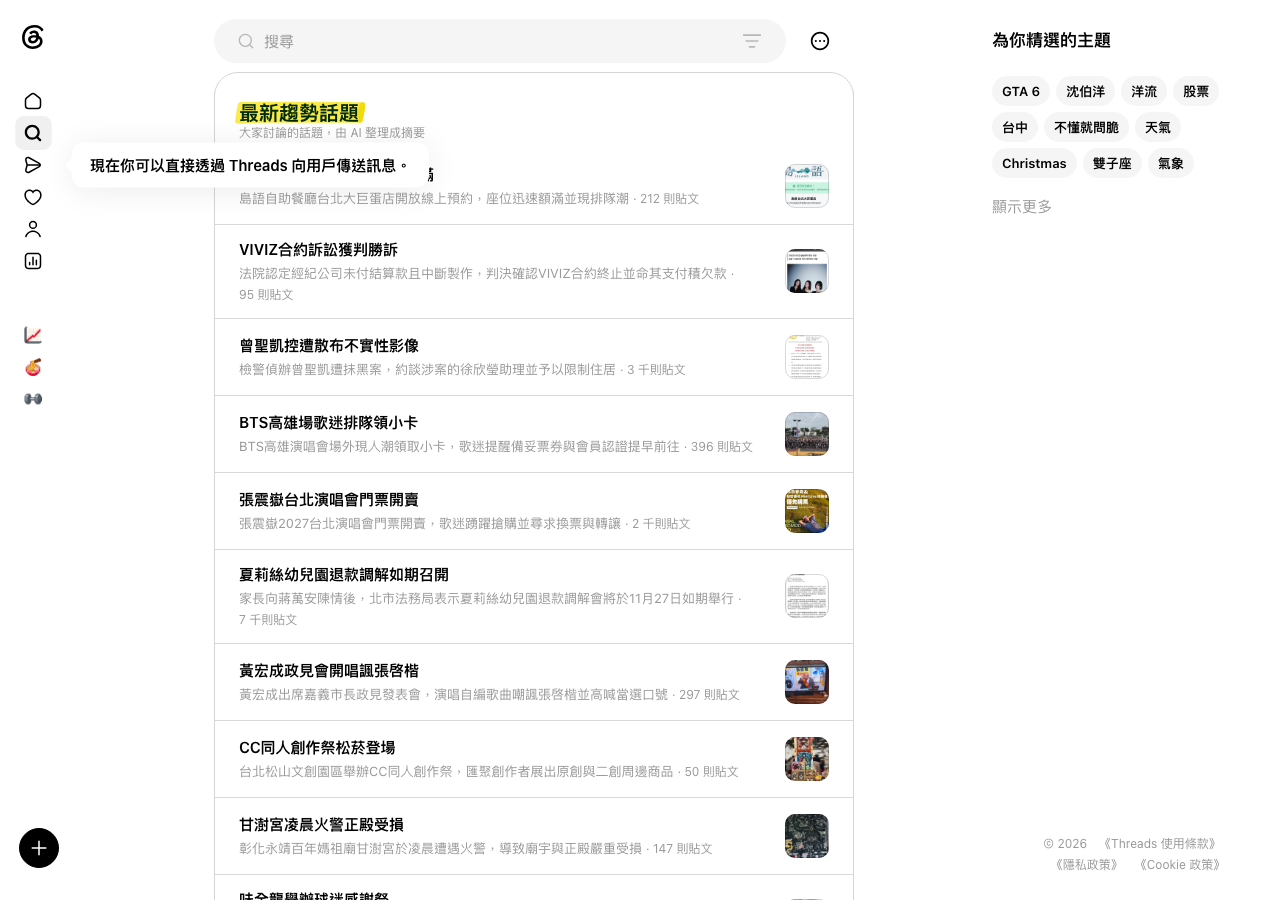 搜尋
最新趨勢話題
大家討論的話題，由 AI 整理成摘要
現在你可以直接透過 Threads 向用戶傳送訊息。
島語自助餐廳台北大巨蛋店開放線上預約，座位迅速額滿並現排隊潮 · 212 則貼文
VIVIZ合約訴訟獲判勝訴
法院認定經紀公司未付結算款且中斷製作，判決確認VIVIZ合約終止並命其支付積欠款 ·
95 則貼文
曾聖凱控遭散布不實性影像
檢警偵辦曾聖凱遭抹黑案，約談涉案的徐欣瑩助理並予以限制住居 · 3 千則貼文
BTS高雄場歌迷排隊領小卡
BTS高雄演唱會場外現人潮領取小卡，歌迷提醒備妥票券與會員認證提早前往 · 396 則貼文
張震嶽台北演唱會門票開賣
張震嶽2027台北演唱會門票開賣，歌迷踴躍搶購並尋求換票與轉讓 · 2 千則貼文
夏莉絲幼兒園退款調解如期召開
家長向蔣萬安陳情後，北市法務局表示夏莉絲幼兒園退款調解會將於11月27日如期舉行 ·
7 千則貼文
黃宏成政見會開唱諷張啓楷
黃宏成出席嘉義市長政見發表會，演唱自編歌曲嘲諷張啓楷並高喊當選口號 · 297 則貼文
CC同人創作祭松菸登場
台北松山文創園區舉辦CC同人創作祭，匯聚創作者展出原創與二創周邊商品 · 50 則貼文
甘澍宮凌晨火警正殿受損
彰化永靖百年媽祖廟甘澍宮於凌晨遭遇火警，導致廟宇與正殿嚴重受損 · 147 則貼文
味全龍舉辦球迷感謝祭
為你精選的主題
GTA 6 沈伯洋 洋流 股票
台中 不懂就問脆 天氣
Christmas 雙子座 氣象
顯示更多
© 2026 《Threads 使用條款》
《隱私政策》 《Cookie 政策》